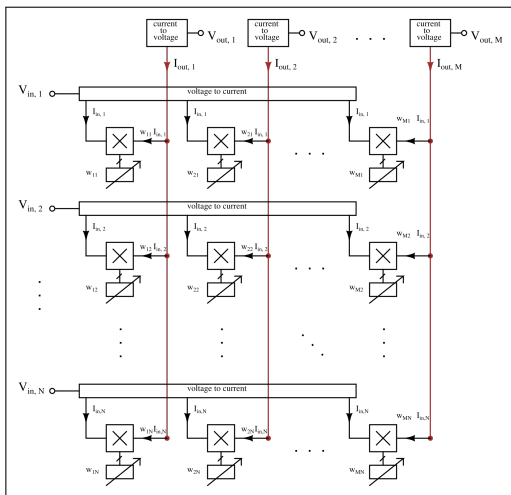 current to voltage
current to voltage
current to voltage
V_out, 1
V_out, 2
. . .
V_out, M
I_out, 1
I_out, 2
I_out, M
V_in, 1
voltage to current
I_in, 1
I_in, 1
I_in, 1
w_11 I_in, 1
w_21 I_in, 1
w_M1 I_in, 1
. . .
w_11
w_21
w_M1
V_in, 2
voltage to current
I_in, 2
I_in, 2
I_in, 2
w_12 I_in, 2
w_22 I_in, 2
w_M2 I_in, 2
. . .
w_12
w_22
w_M2
V_in, N
voltage to current
I_in,N
I_in,N
I_in,N
w_1N I_in,N
w_2N I_in,N
w_MN I_in,N
. . .
w_1N
w_2N
w_MN